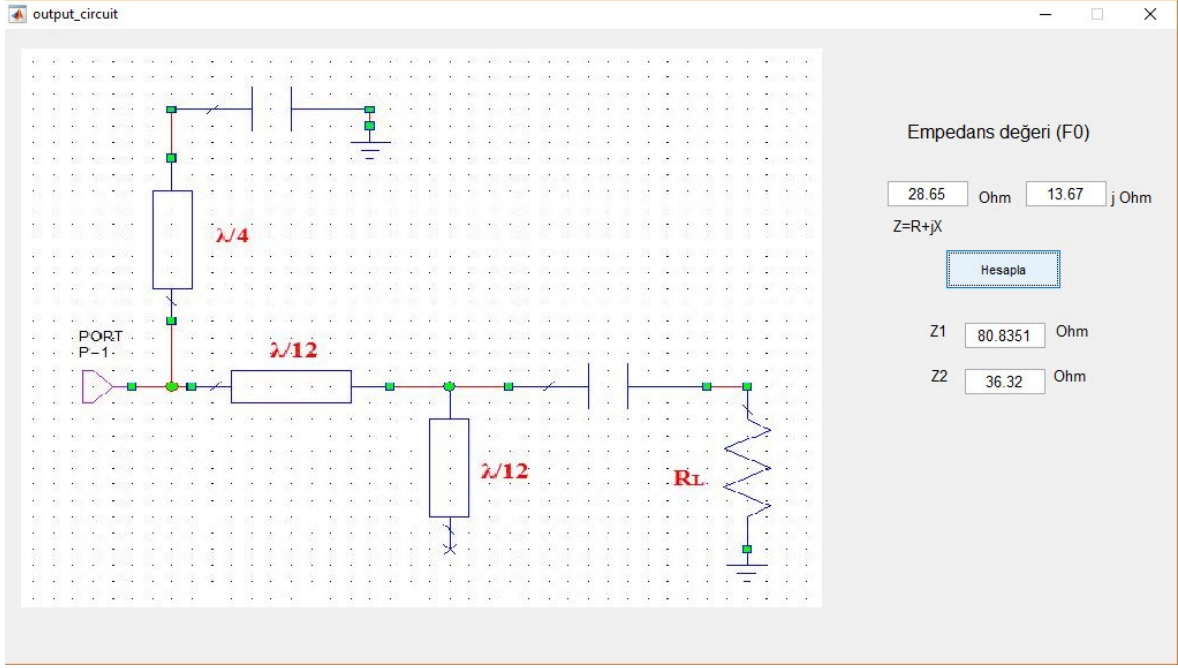 output_circuit
λ/4
PORT
P-1
λ/12
λ/12
RL
Empedans değeri (F0)
28.65 Ohm 13.67 j Ohm
Z=R+jX
Hesapla
Z1 80.8351 Ohm
Z2 36.32 Ohm